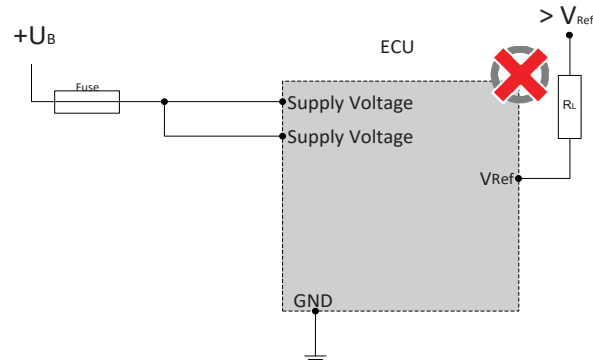 > VRef
+UB
ECU
Fuse
RL
Supply Voltage
Supply Voltage
VRef
GND